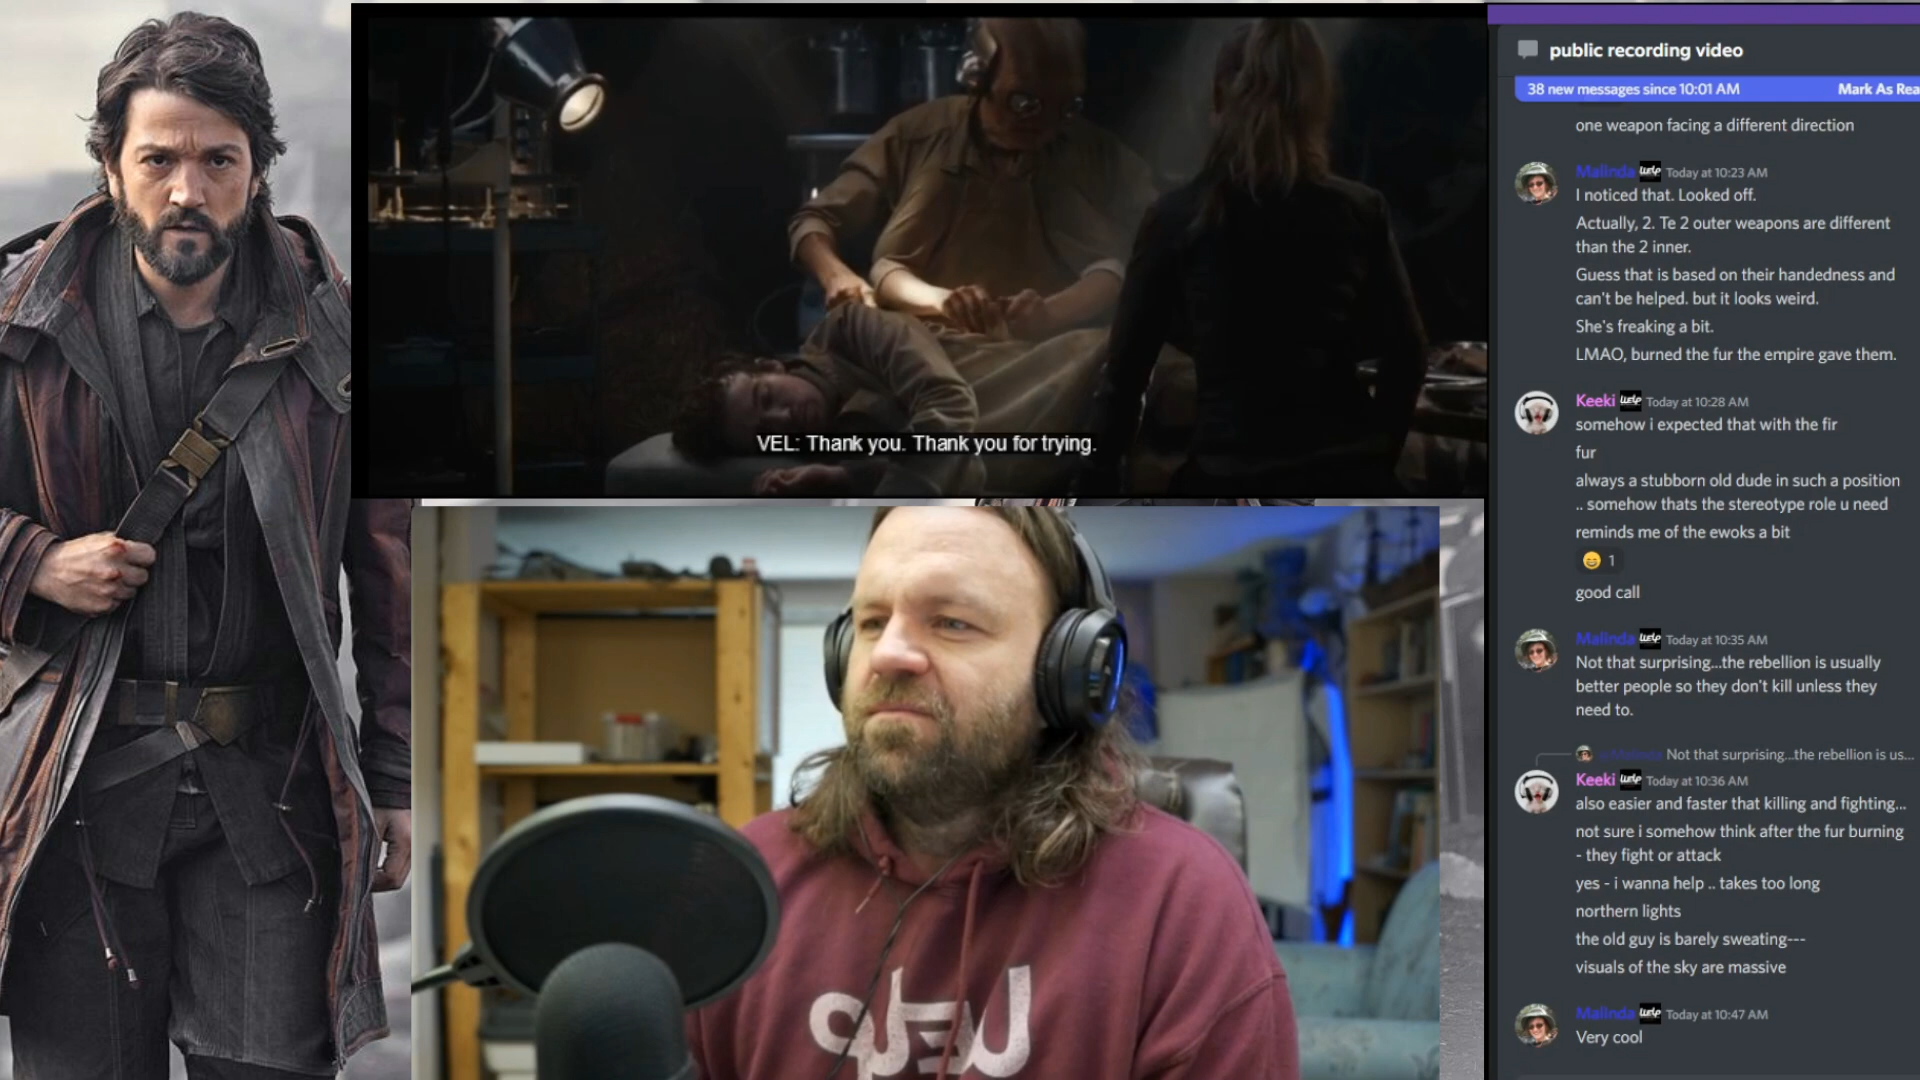 VEL: Thank you. Thank you for trying.
public recording video
38 new messages since 10:01 AM
Mark As Rea
one weapon facing a different direction
Malinda welp Today at 10:23 AM
I noticed that. Looked off.
Actually, 2. Te 2 outer weapons are different
than the 2 inner.
Guess that is based on their handedness and
can't be helped. but it looks weird.
She's freaking a bit.
LMAO, burned the fur the empire gave them.
Keeki welp Today at 10:28 AM
somehow i expected that with the fir
fur
always a stubborn old dude in such a position
.. somehow thats the stereotype role u need
reminds me of the ewoks a bit
1
good call
Malinda welp Today at 10:35 AM
Not that surprising...the rebellion is usually
better people so they don't kill unless they
need to.
@Malinda Not that surprising...the rebellion is us...
Keeki welp Today at 10:36 AM
also easier and faster that killing and fighting...
not sure i somehow think after the fur burning
- they fight or attack
yes - i wanna help .. takes too long
northern lights
the old guy is barely sweating---
visuals of the sky are massive
Malinda welp Today at 10:47 AM
Very cool